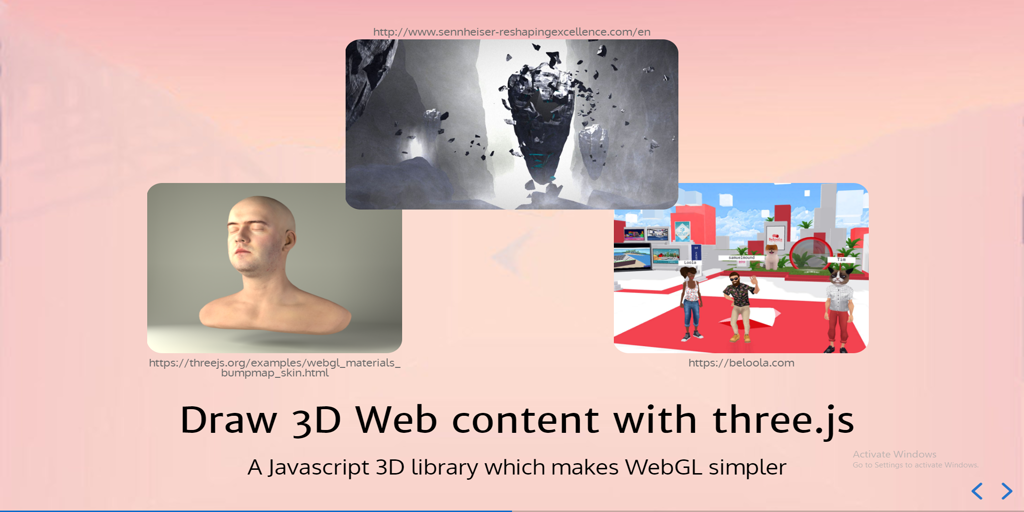 http://www.sennheiser-reshapingexcellence.com/en
https://threejs.org/examples/webgl_materials_
bumpmap_skin.html
https://beloola.com
Draw 3D Web content with three.js
A Javascript 3D library which makes WebGL simpler
Activate Windows
Go to Settings to activate Windows.